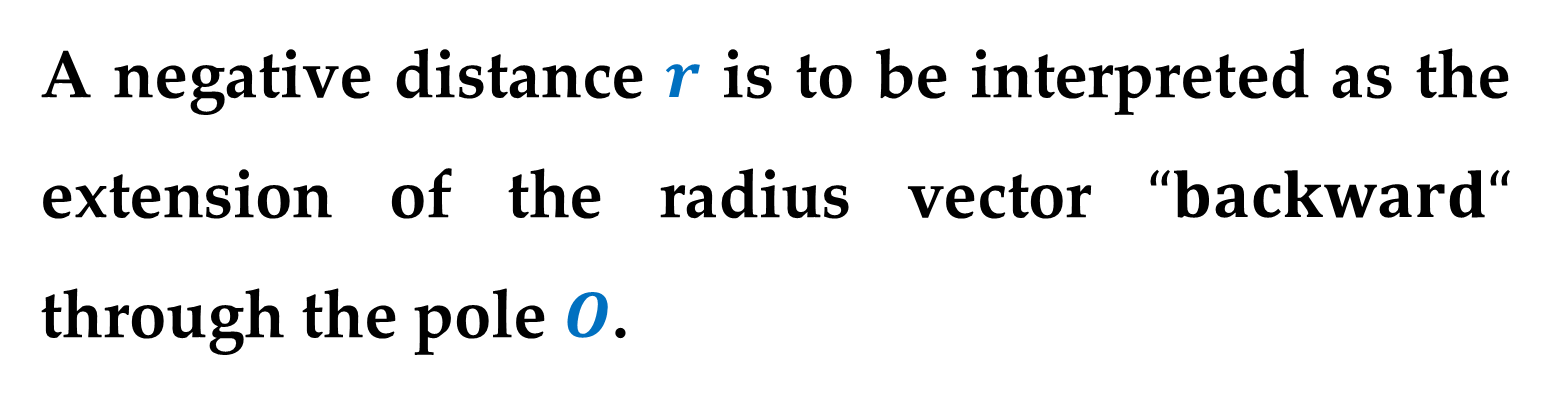 A negative distance r is to be interpreted as the
extension of the radius vector “backward“
through the pole O.